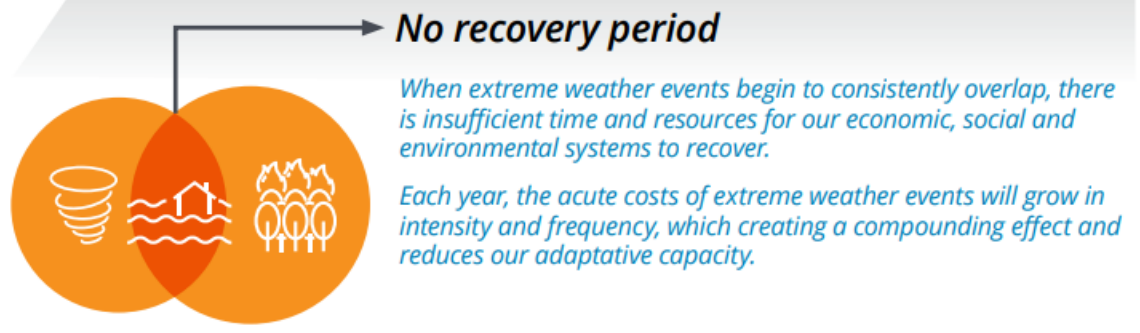 No recovery period
When extreme weather events begin to consistently overlap, there
is insufficient time and resources for our economic, social and
environmental systems to recover.
Each year, the acute costs of extreme weather events will grow in
intensity and frequency, which creating a compounding effect and
reduces our adaptative capacity.